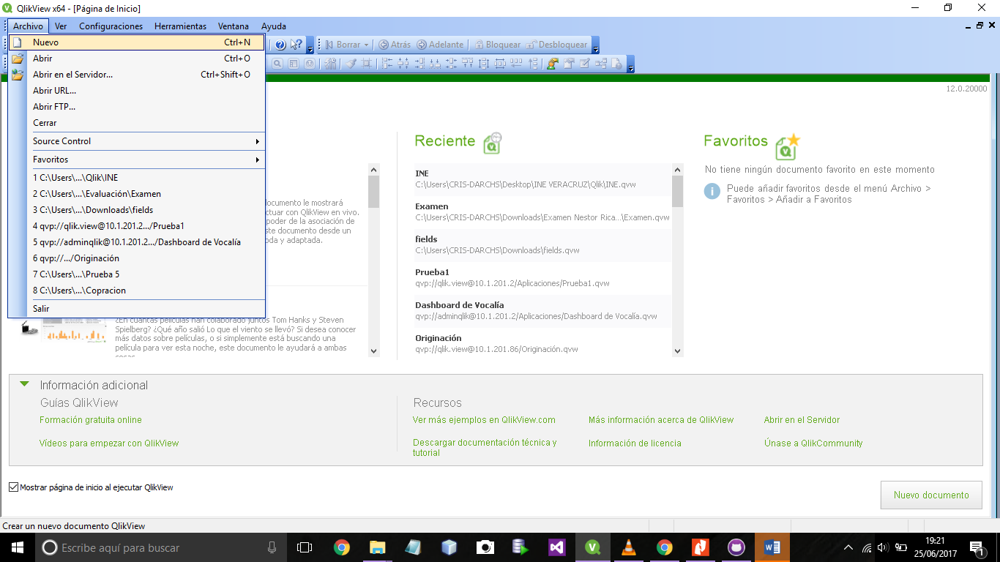 QlikView x64 - [Página de Inicio]
Archivo Ver Configuraciones Herramientas Ventana Ayuda
Nuevo Ctrl+N
Abrir Ctrl+O
Abrir en el Servidor... Ctrl+Shift+O
Abrir URL...
Abrir FTP...
Cerrar
Source Control
Favoritos
1 C:\Users\...\Qlik\INE
2 C:\Users\...\Evaluación\Examen
3 C:\Users\...\Downloads\fields
4 qvp://qlik.view@10.1.201.2.../Prueba1
5 qvp://adminqlik@10.1.201.2.../Dashboard de Vocalía
6 qvp://.../Originación
7 C:\Users\...\Prueba 5
8 C:\Users\...\Copracion
Salir
Borrar Atrás Adelante Bloquear Desbloquear
12.0.20000
documento le mostrará
ctuar con QlikView en vivo.
poder de la asociación de
este documento desde un
oda y adaptada.
¿En cuántas películas han colaborado juntos Tom Hanks y Steven
Spielberg? ¿Qué año salió Lo que el viento se llevó? Si desea conocer
más datos sobre películas, o si simplemente está buscando una
película para ver esta noche, este documento le ayudará a ambas
cosas.
Reciente
INE
C:\Users\CRIS-DARCHS\Desktop\INE VERACRUZ\Qlik\INE.qvw
Examen
C:\Users\CRIS-DARCHS\Downloads\Examen Nestor Rica...\Examen.qvw
fields
C:\Users\CRIS-DARCHS\Downloads\fields.qvw
Prueba1
qvp://qlik.view@10.1.201.2/Aplicaciones/Prueba1.qvw
Dashboard de Vocalía
qvp://adminqlik@10.1.201.2/Aplicaciones/Dashboard de Vocalía.qvw
Originación
qvp://qlik.view@10.1.201.86/Originación.qvw
Favoritos
No tiene ningún documento favorito en este momento
Puede añadir favoritos desde el menú Archivo >
Favoritos > Añadir a Favoritos
Información adicional
Guías QlikView
Formación gratuita online
Vídeos para empezar con QlikView
Recursos
Ver más ejemplos en QlikView.com Más información acerca de QlikView Abrir en el Servidor
Descargar documentación técnica y
tutorial
Información de licencia Únase a QlikCommunity
Mostrar página de inicio al ejecutar QlikView
Nuevo documento
Crear un nuevo documento QlikView
Escribe aquí para buscar
19:21
25/06/2017
1